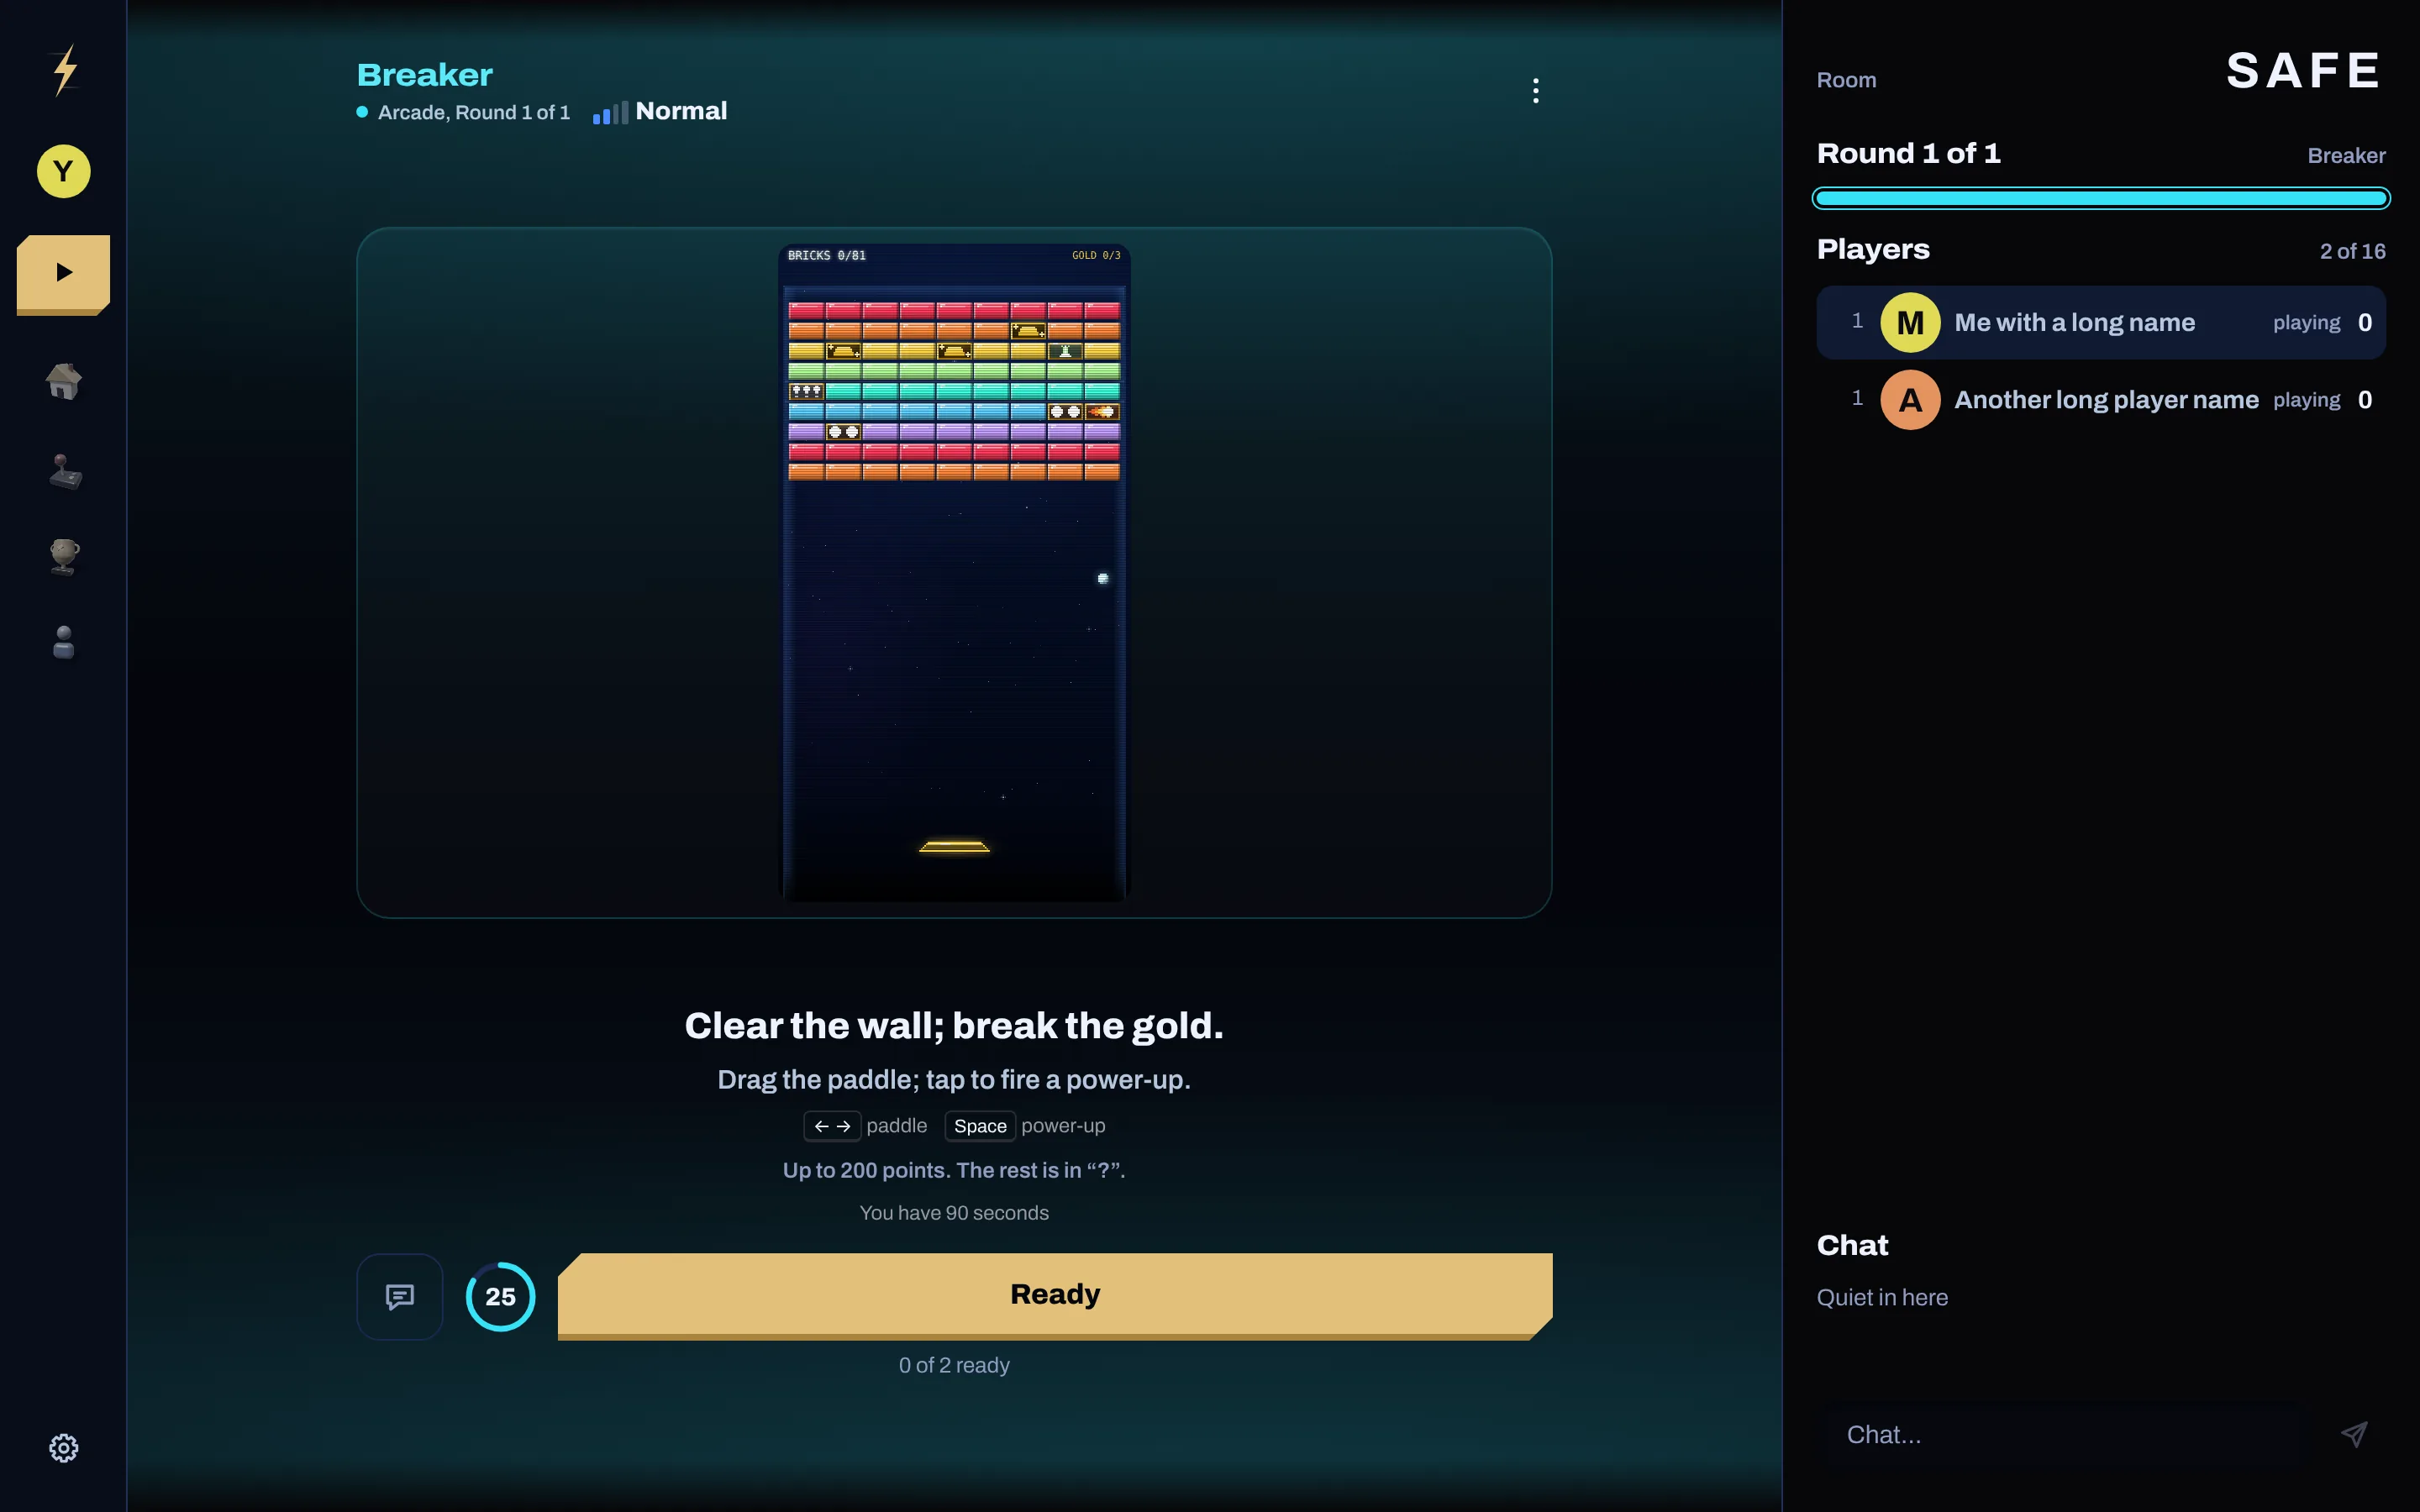 Y
Breaker
Arcade, Round 1 of 1
Normal
BRICKS 0/81
GOLD 0/3
Clear the wall; break the gold.
Drag the paddle; tap to fire a power-up.
← → paddle Space power-up
Up to 200 points. The rest is in “?”.
You have 90 seconds
25
Ready
0 of 2 ready
Room
SAFE
Round 1 of 1
Breaker
Players
2 of 16
1 M Me with a long name playing 0
1 A Another long player name playing 0
Chat
Quiet in here
Chat...